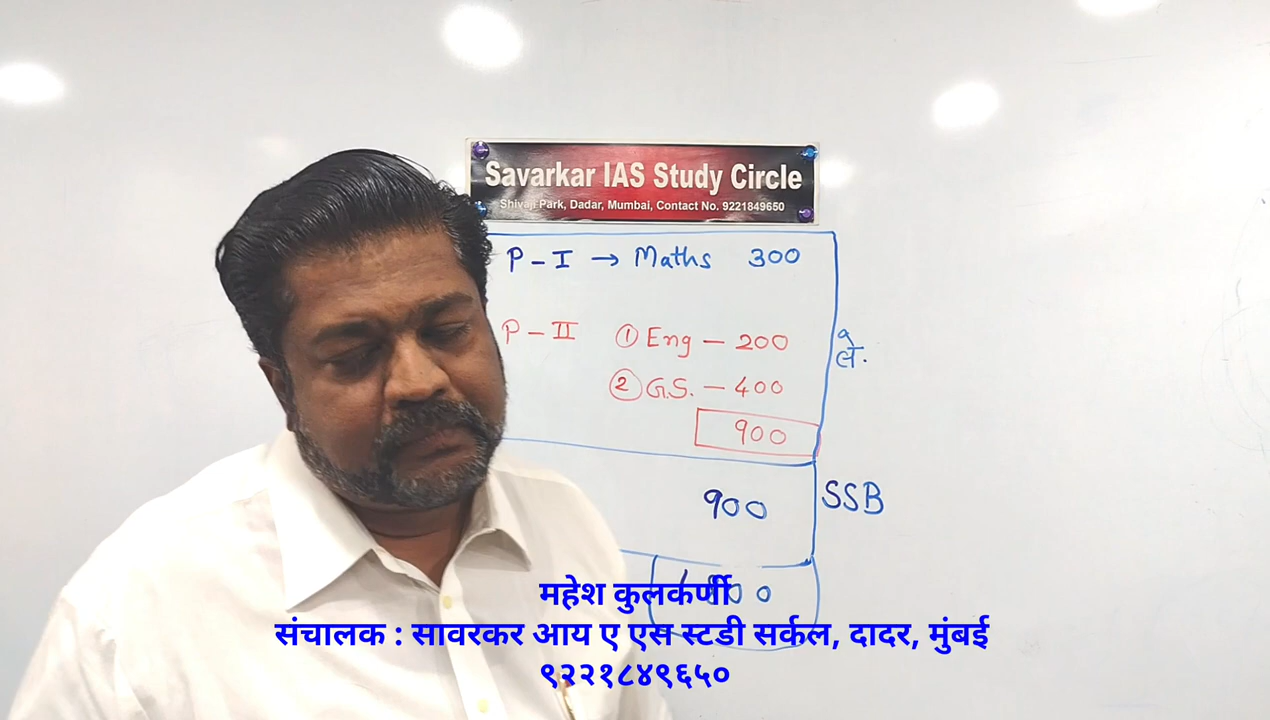 Savarkar IAS Study Circle
Shivaji Park, Dadar, Mumbai, Contact No. 9221849650
P - I → Maths 300
P - II ① Eng - 200
② G.S. - 400
900
ले.
900 SSB
1800
महेश कुलकर्णी
संचालक : सावरकर आय ए एस स्टडी सर्कल, दादर, मुंबई
९२२१८४९६५०